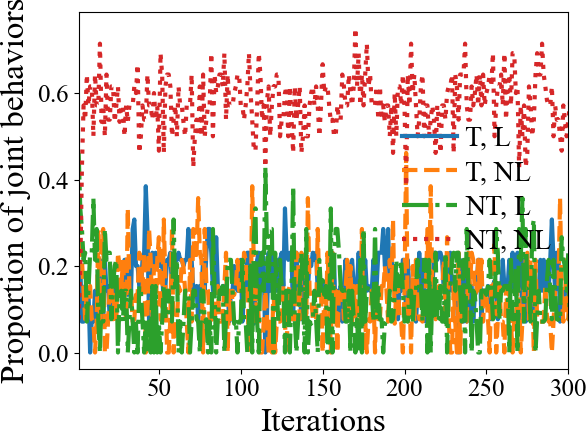 Proportion of joint behaviors
0.6
0.4
0.2
0.0
T, L
T, NL
NT, L
NT, NL
50
100
150
200
250
300
Iterations